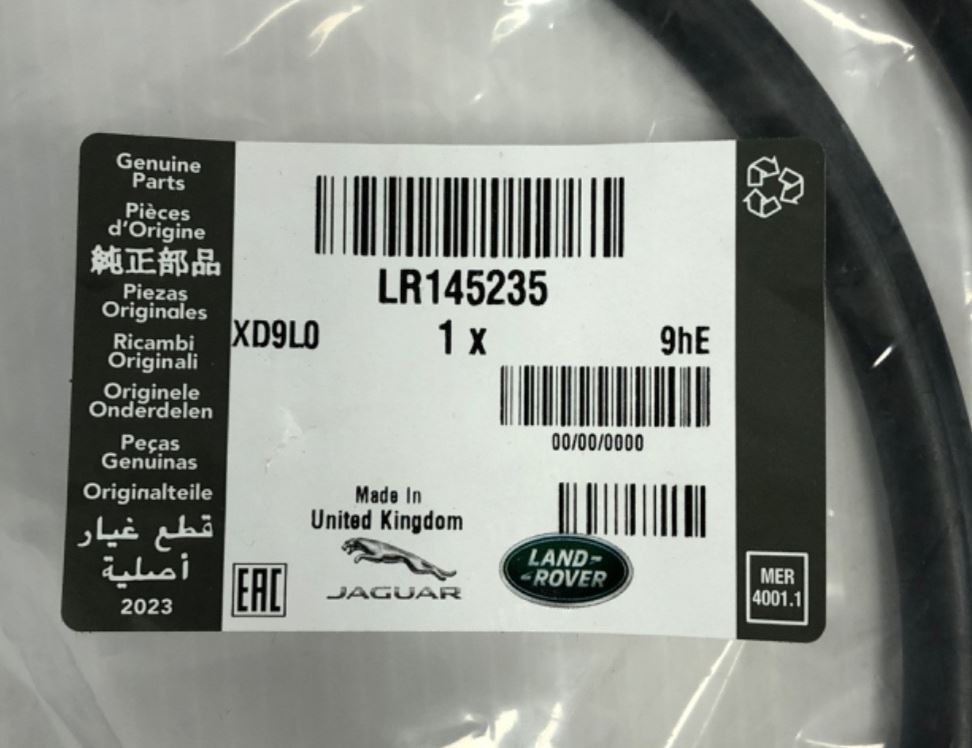 Genuine
Parts
Pièces
d'Origine
純正部品
Piezas
Originales
Ricambi
Originali
Originele
Onderdelen
Peças
Genuinas
Originalteile
قطع غيار
أصلية
2023
LR145235
XD9L0 1 x 9hE
00/00/0000
Made In
United Kingdom
JAGUAR
LAND-
-ROVER
EAC
MER
4001.1